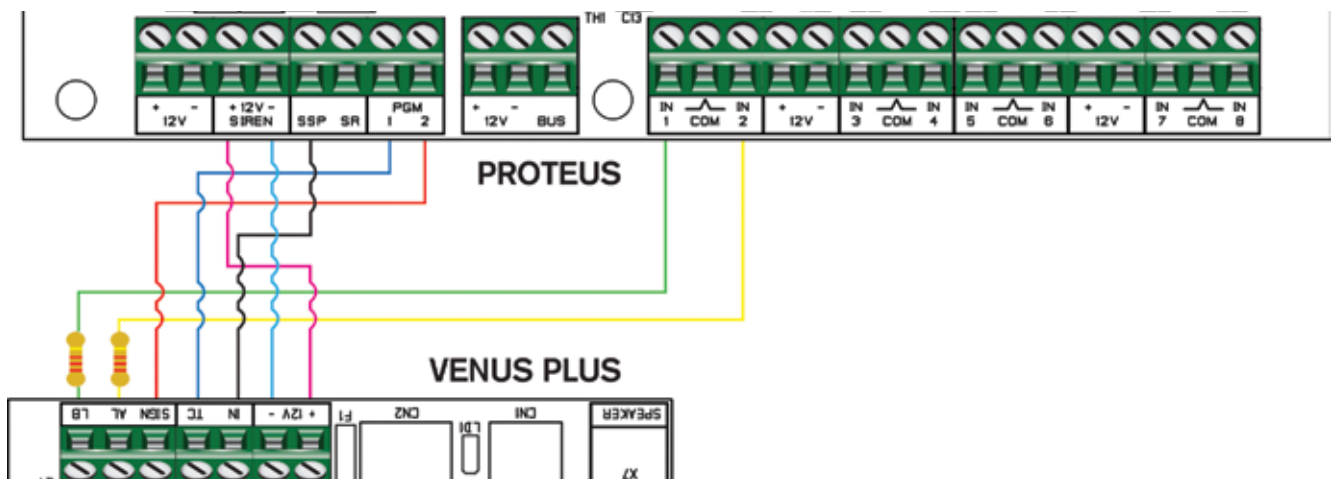 TH1 C13
+ - + 12V - PGM + - IN COM IN + - IN COM IN IN COM IN + - IN COM IN
12V SIREN SSP SR 1 2 12V BUS 1 2 12V 3 4 5 6 12V 7 8
PROTEUS
VENUS PLUS
LB AL SIGN TC IN - 12V + F1 CN2 LD1 CN1 SPEAKER
X7